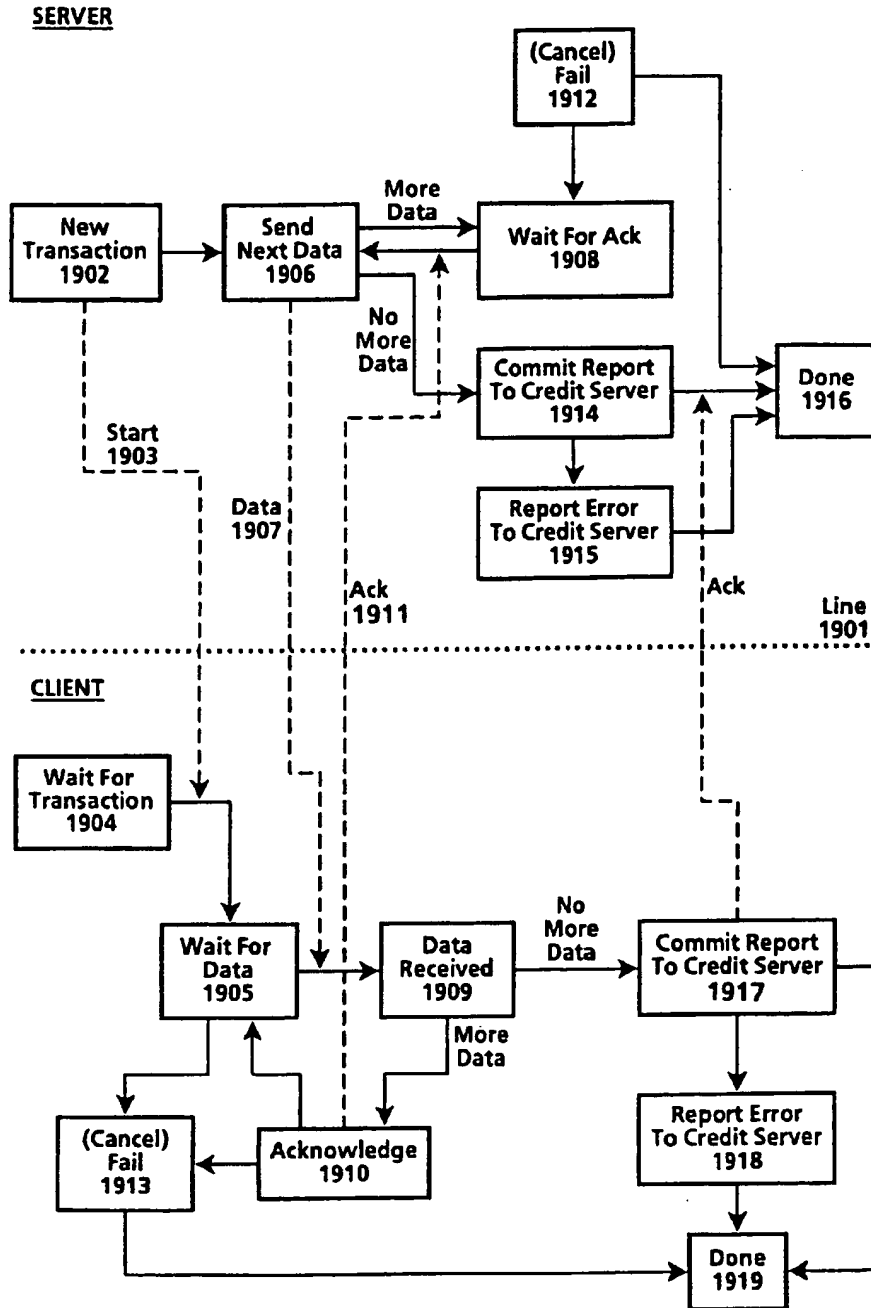 SERVER
(Cancel)
Fail
1912
More
Data
New
Transaction
1902
Send
Next Data
1906
Wait For Ack
1908
No
More
Data
Commit Report
To Credit Server
1914
Done
1916
Start
1903
Data
1907
Report Error
To Credit Server
1915
Ack
1911
Ack
Line
1901
CLIENT
Wait For
Transaction
1904
Wait For
Data
1905
Data
Received
1909
No
More
Data
Commit Report
To Credit Server
1917
More
Data
(Cancel)
Fail
1913
Acknowledge
1910
Report Error
To Credit Server
1918
Done
1919